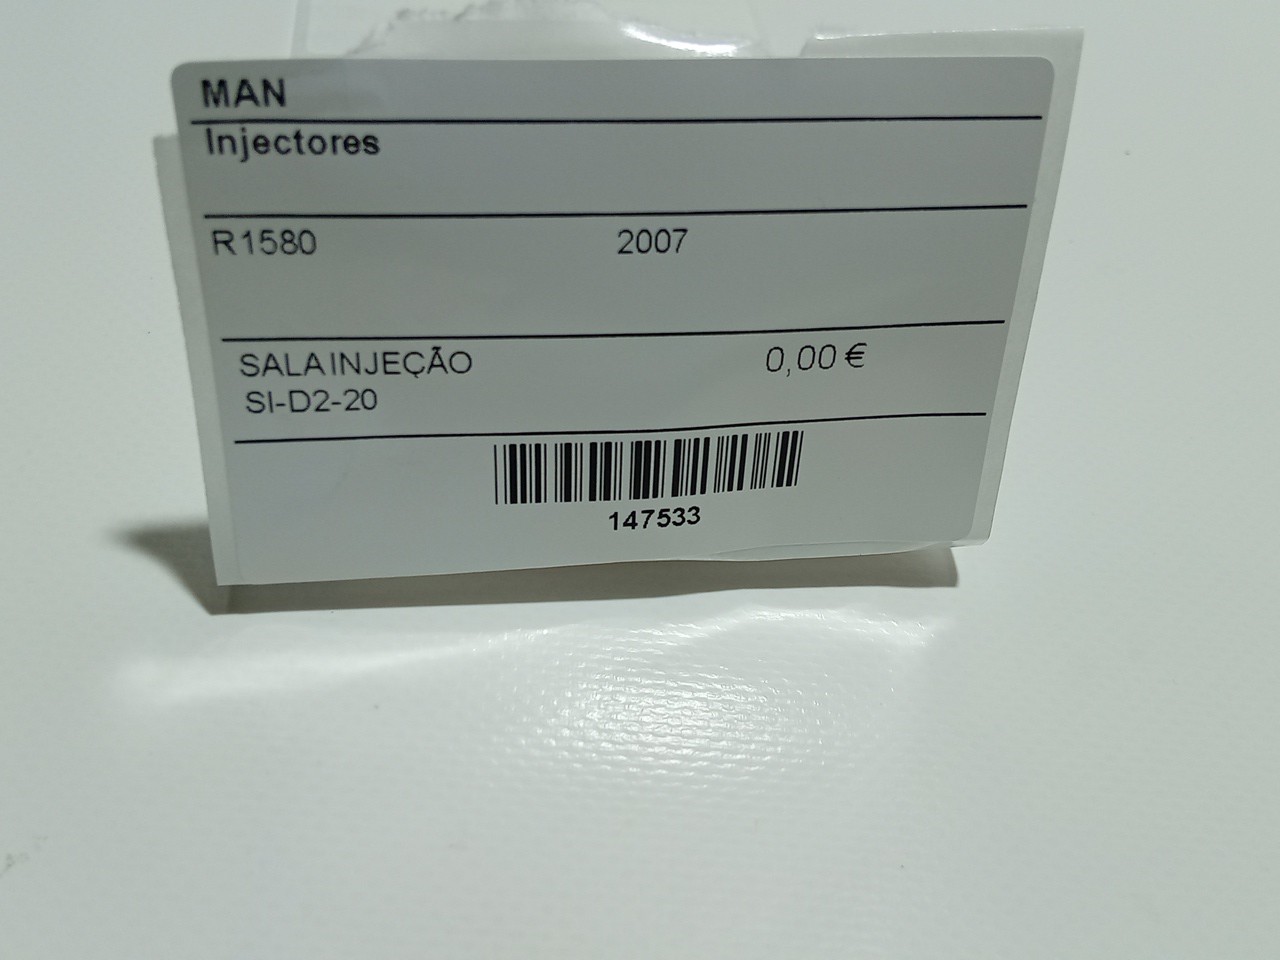 MAN
Injectores
R1580 2007
SALA INJEÇÃO 0,00 €
SI-D2-20
147533